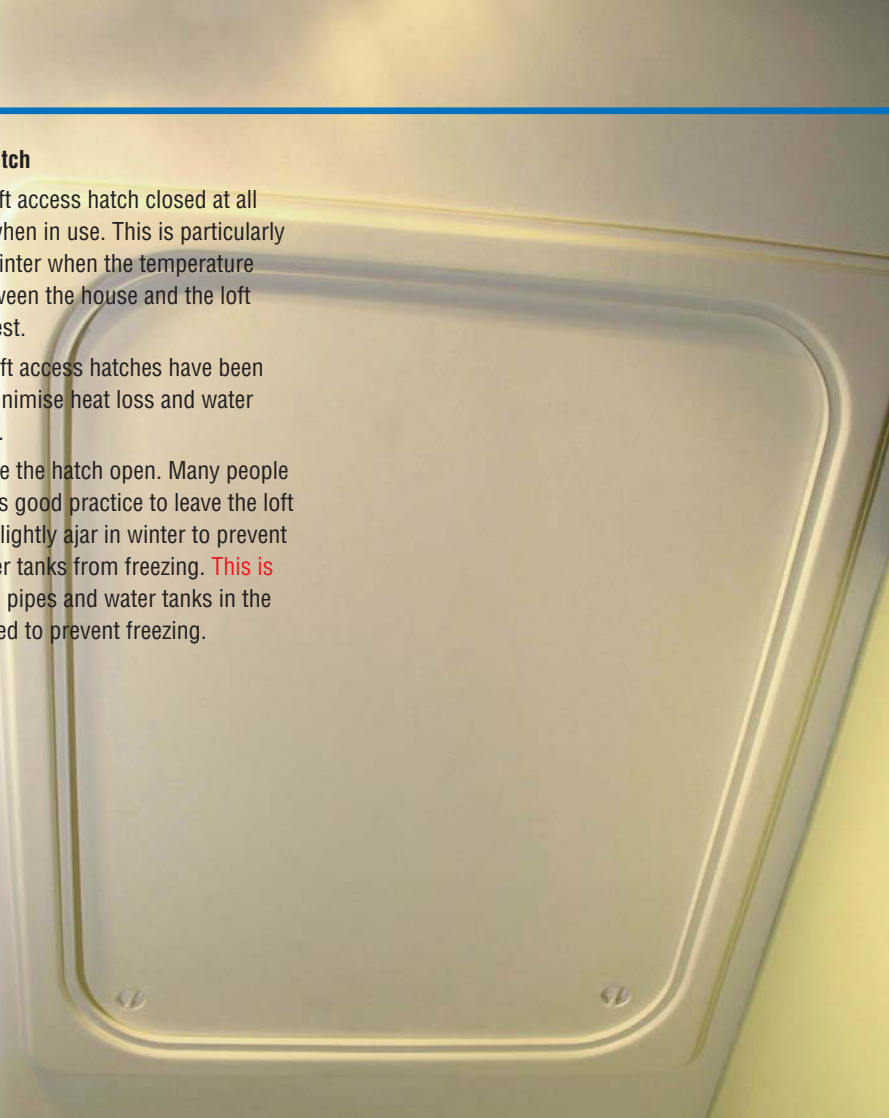 tch
ft access hatch closed at all
when in use. This is particularly
inter when the temperature
ween the house and the loft
est.
ft access hatches have been
nimise heat loss and water
.
e the hatch open. Many people
s good practice to leave the loft
lightly ajar in winter to prevent
er tanks from freezing. This is
pipes and water tanks in the
ed to prevent freezing.